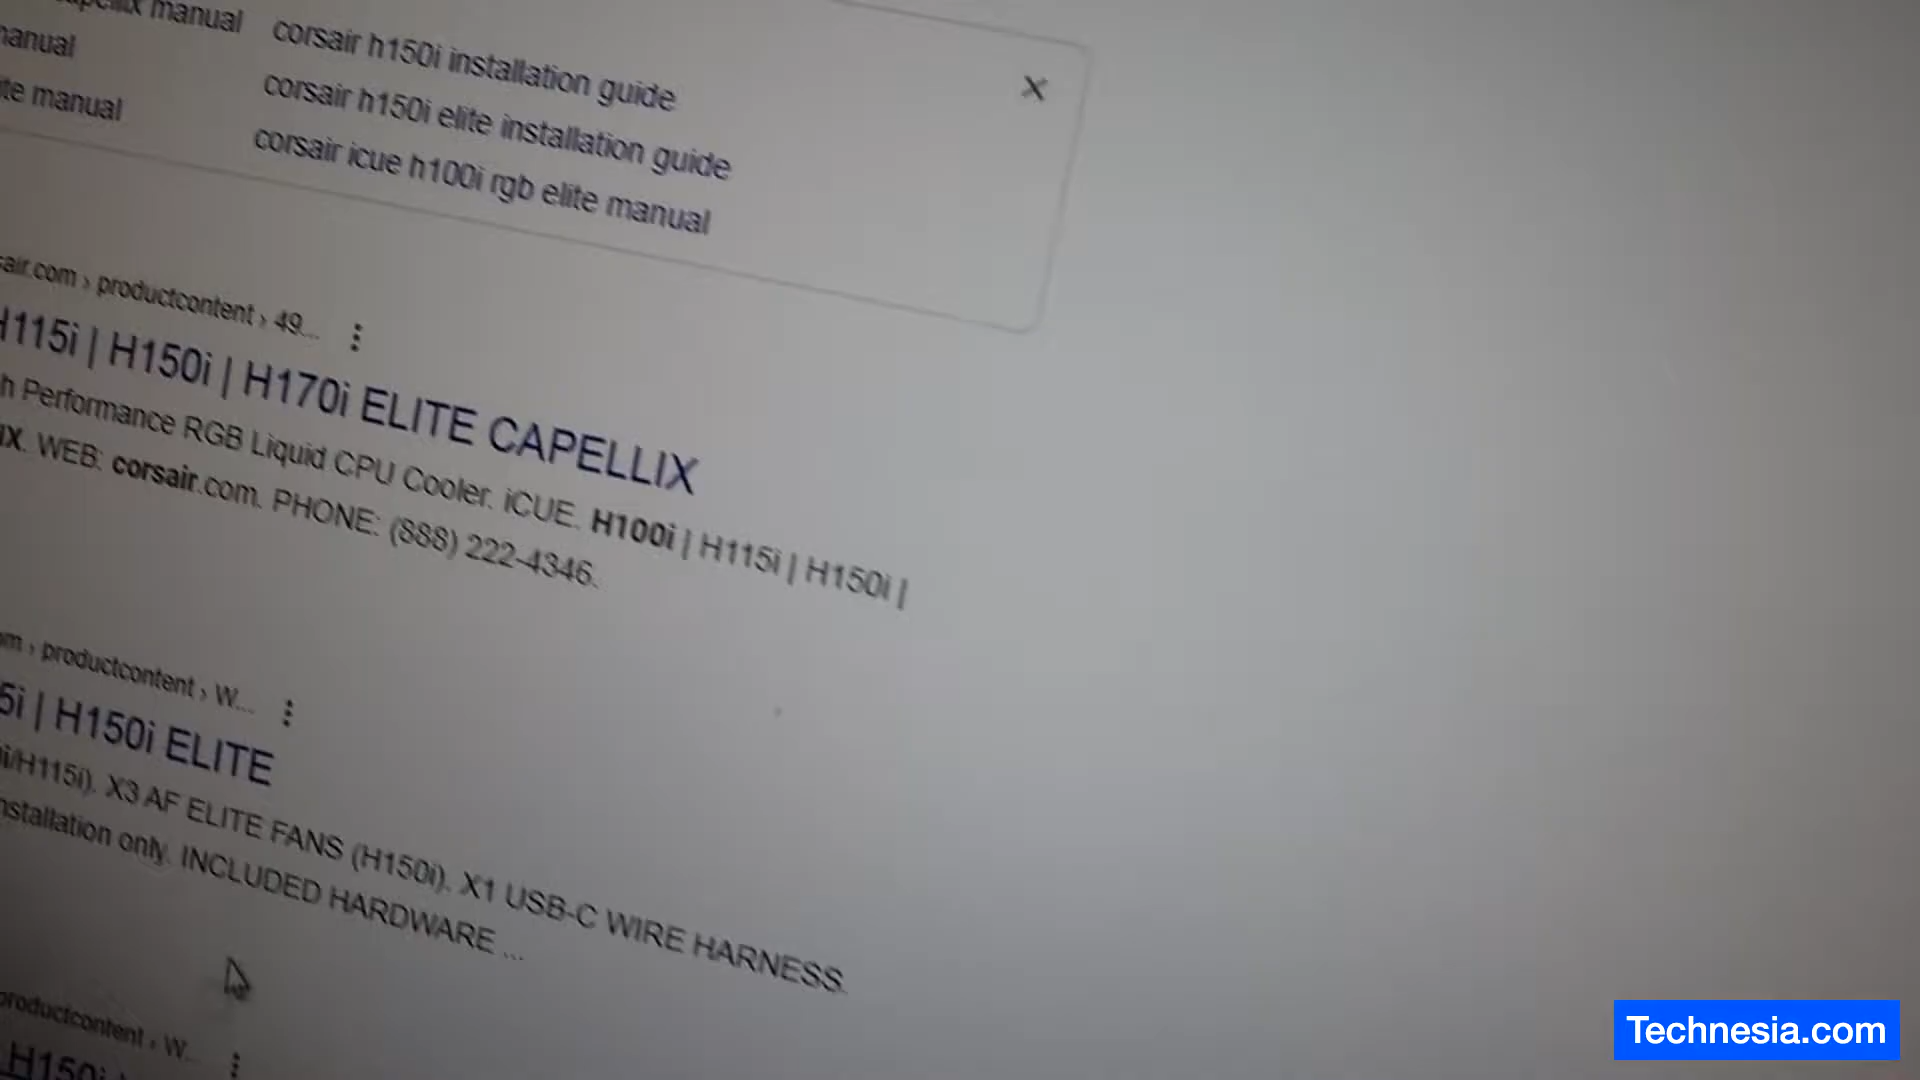 manual corsair h150i installation guide
manual corsair h150i elite installation guide
manual corsair icue h100i rgb elite manual
› productcontent › 49...
H115i | H150i | H170i ELITE CAPELLIX
Performance RGB Liquid CPU Cooler. iCUE. H100i | H115i | H150i |
WEB: corsair.com. PHONE: (888) 222-4346.
› productcontent › W...
| H150i ELITE
X3 AF ELITE FANS (H150i). X1 USB-C WIRE HARNESS.
installation only. INCLUDED HARDWARE ...
productcontent › W...
H150i
Technesia.com